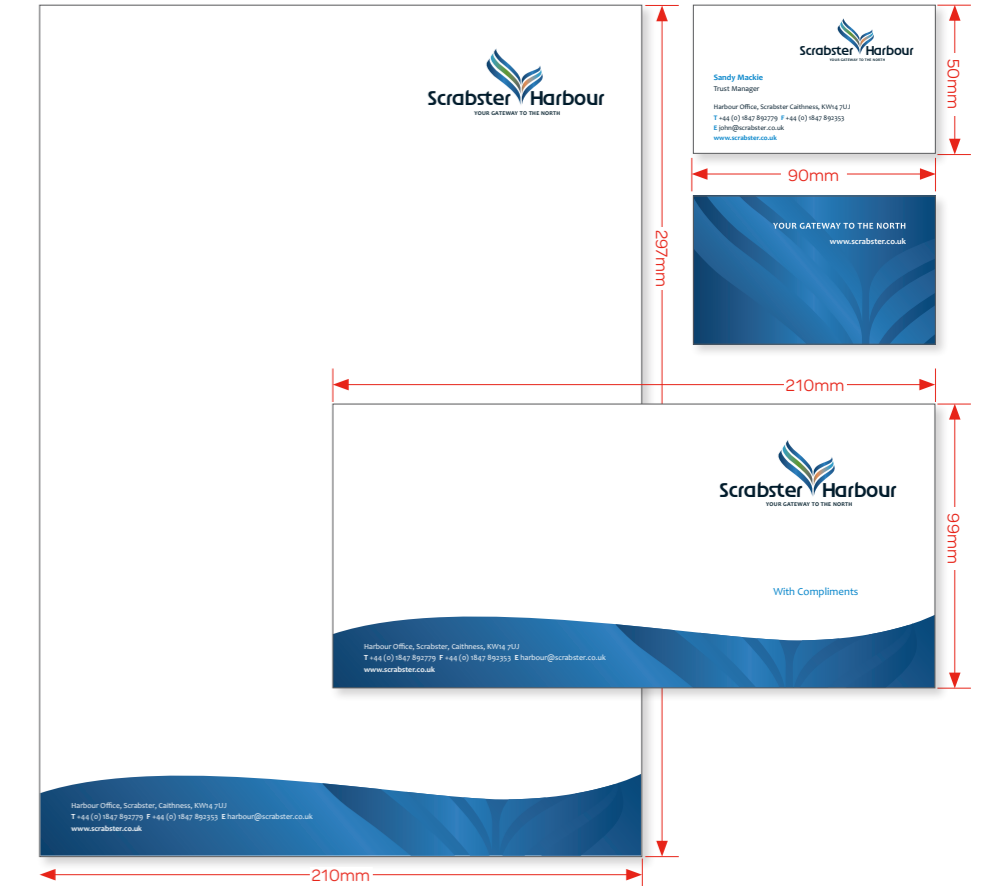 Scrabster Harbour
YOUR GATEWAY TO THE NORTH
Harbour Office, Scrabster, Caithness, KW14 7UJ
T +44 (0) 1847 892779 F +44 (0) 1847 892353 E harbour@scrabster.co.uk
www.scrabster.co.uk
210mm
297mm
Scrabster Harbour
YOUR GATEWAY TO THE NORTH
Sandy Mackie
Trust Manager
Harbour Office, Scrabster Caithness, KW14 7UJ
T +44 (0) 1847 892779 F +44 (0) 1847 892353
E john@scrabster.co.uk
www.scrabster.co.uk
50mm
90mm
YOUR GATEWAY TO THE NORTH
www.scrabster.co.uk
210mm
Scrabster Harbour
YOUR GATEWAY TO THE NORTH
With Compliments
Harbour Office, Scrabster, Caithness, KW14 7UJ
T +44 (0) 1847 892779 F +44 (0) 1847 892353 E harbour@scrabster.co.uk
www.scrabster.co.uk
99mm